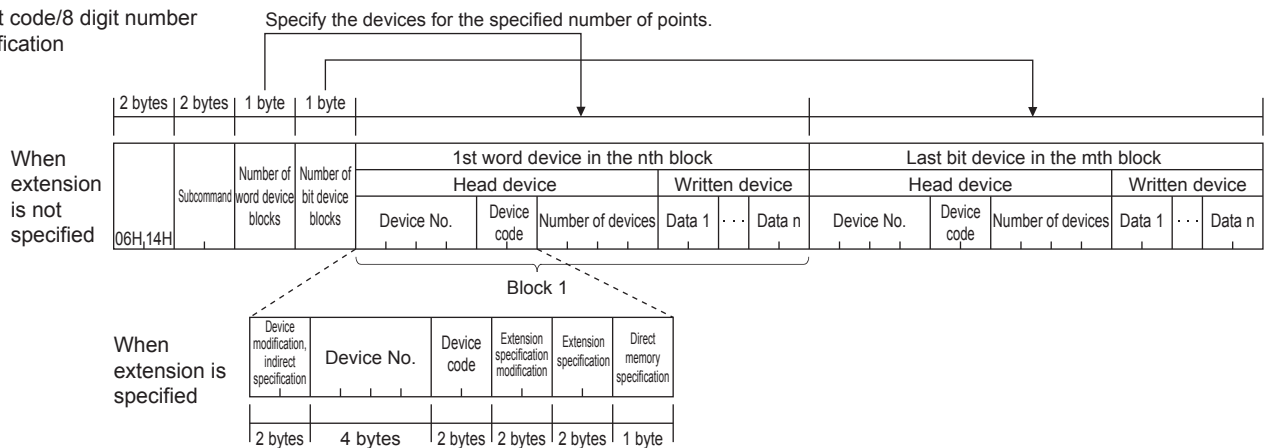 t code/8 digit number
fication
Specify the devices for the specified number of points.
2 bytes 2 bytes 1 byte 1 byte
When
extension
is not
specified
06H,14H
Subcommand
Number of
word device
blocks
Number of
bit device
blocks
1st word device in the nth block
Last bit device in the mth block
Head device
Written device
Head device
Written device
Device No.
Device
code
Number of devices
Data 1
···
Data n
Device No.
Device
code
Number of devices
Data 1
···
Data n
Block 1
When
extension is
specified
Device
modification,
indirect
specification
Device No.
Device
code
Extension
specification
modification
Extension
specification
Direct
memory
specification
2 bytes 4 bytes 2 bytes 2 bytes 2 bytes 1 byte